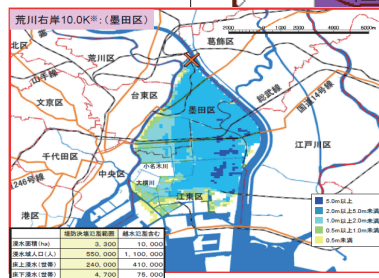 荒川右岸10.0K※:(墨田区)
2000 0 2000 4000 6000m
北区
荒川区
葛飾区
山手線
文京区
台東区
墨田区
総武線
国道14号線
千代田区
小名木川
江戸川区
中央区
大横川
246号線
江東区
港区
5.0m以上
2.0m以上5.0m未満
1.0m以上2.0m未満
0.5m以上1.0m未満
0.5m未満
堤防決壊氾濫範囲 越水氾濫含む
浸水面積(ha) 3,300 10,000
浸水域人口(人) 550,000 1,100,000
床上浸水(世帯) 240,000 410,000
床下浸水(世帯) 4,700 75,000